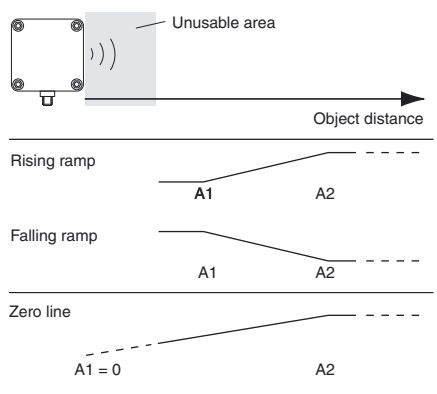 Unusable area
Object distance
Rising ramp
A1 A2
Falling ramp
A1 A2
Zero line
A1 = 0 A2